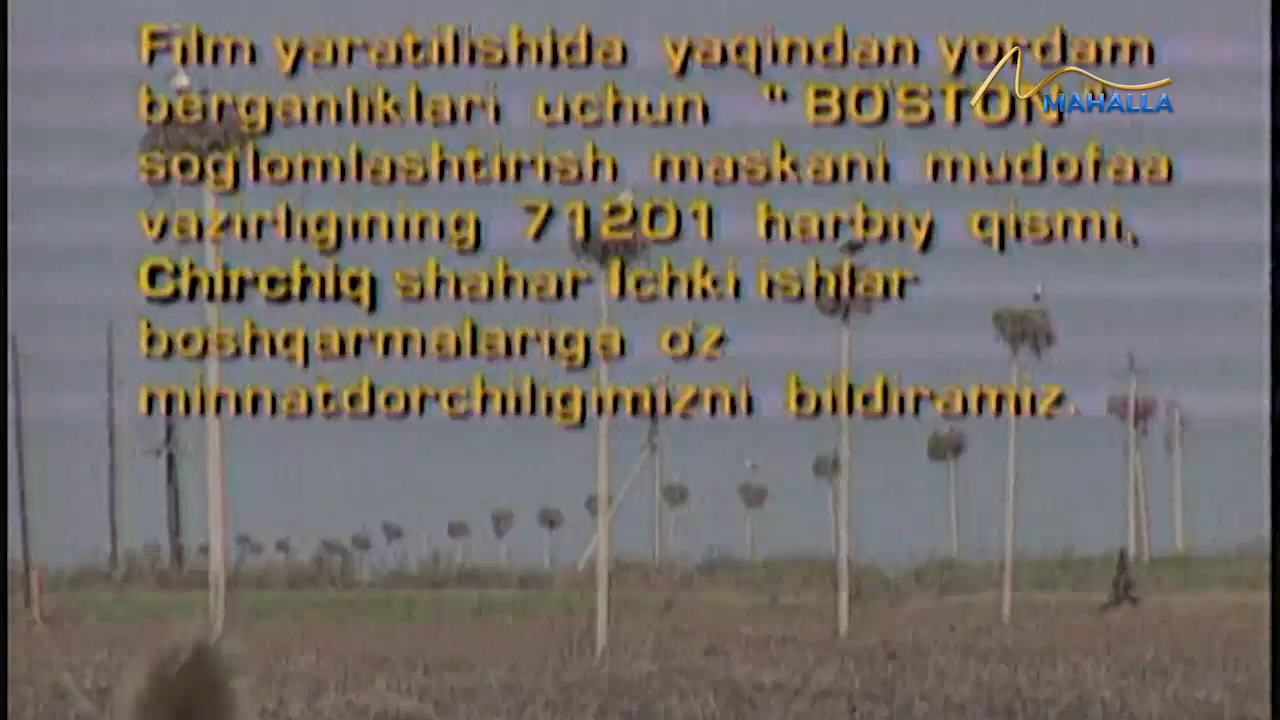 Film yaratilishida yaqindan yordam
berganliklari uchun "BO'STON"
sog'lomlashtirish maskani mudofaa
vazirligining 71201 harbiy qismi,
Chirchiq shahar Ichki ishlar
boshqarmalariga o'z
minnatdorchiligimizni bildiramiz.
MAHALLA